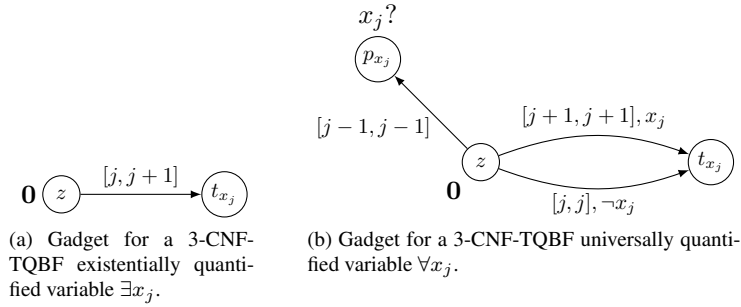 x_j?
p_{x_j}
[j − 1, j − 1]
[j + 1, j + 1], x_j
[j, j + 1]
z
t_{x_j}
0
[j, j], ¬x_j
0
z
t_{x_j}
(a) Gadget for a 3-CNF-
TQBF existentially quanti-
fied variable ∃x_j.
(b) Gadget for a 3-CNF-TQBF universally quanti-
fied variable ∀x_j.